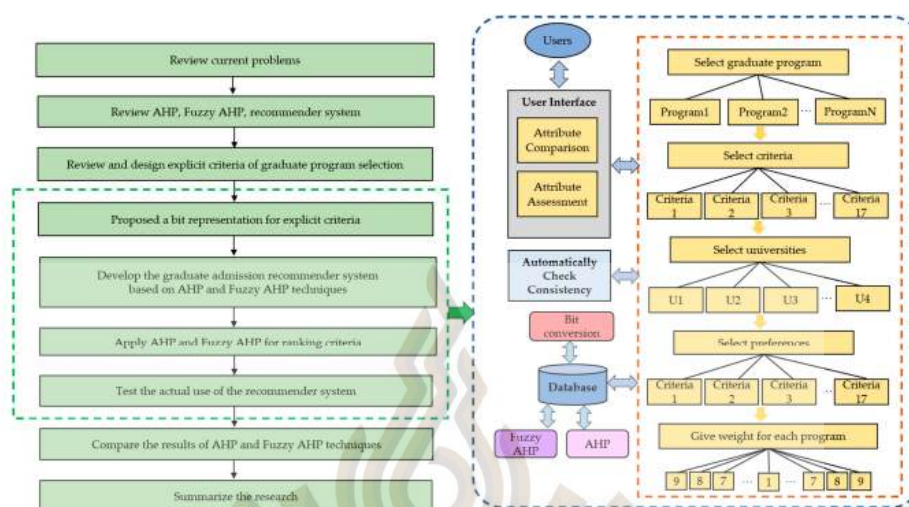 Review current problems
Review AHP, Fuzzy AHP, recommender system
Review and design explicit criteria of graduate program selection
Proposed a bit representation for explicit criteria
Develop the graduate admission recommender system
based on AHP and Fuzzy AHP techniques
Apply AHP and Fuzzy AHP for ranking criteria
Test the actual use of the recommender system
Compare the results of AHP and Fuzzy AHP techniques
Summarize the research
Users
User Interface
Attribute
Comparison
Attribute
Assessment
Automatically
Check
Consistency
Bit
conversion
Database
Fuzzy
AHP
AHP
Select graduate program
Program1 Program2 ... ProgramN
Select criteria
Criteria Criteria Criteria ... Criteria
1 2 3 17
Select universities
U1 U2 U3 ... U4
Select preferences
Criteria Criteria Criteria ... Criteria
1 2 3 17
Give weight for each program
9 8 7 ... 1 ... 7 8 9